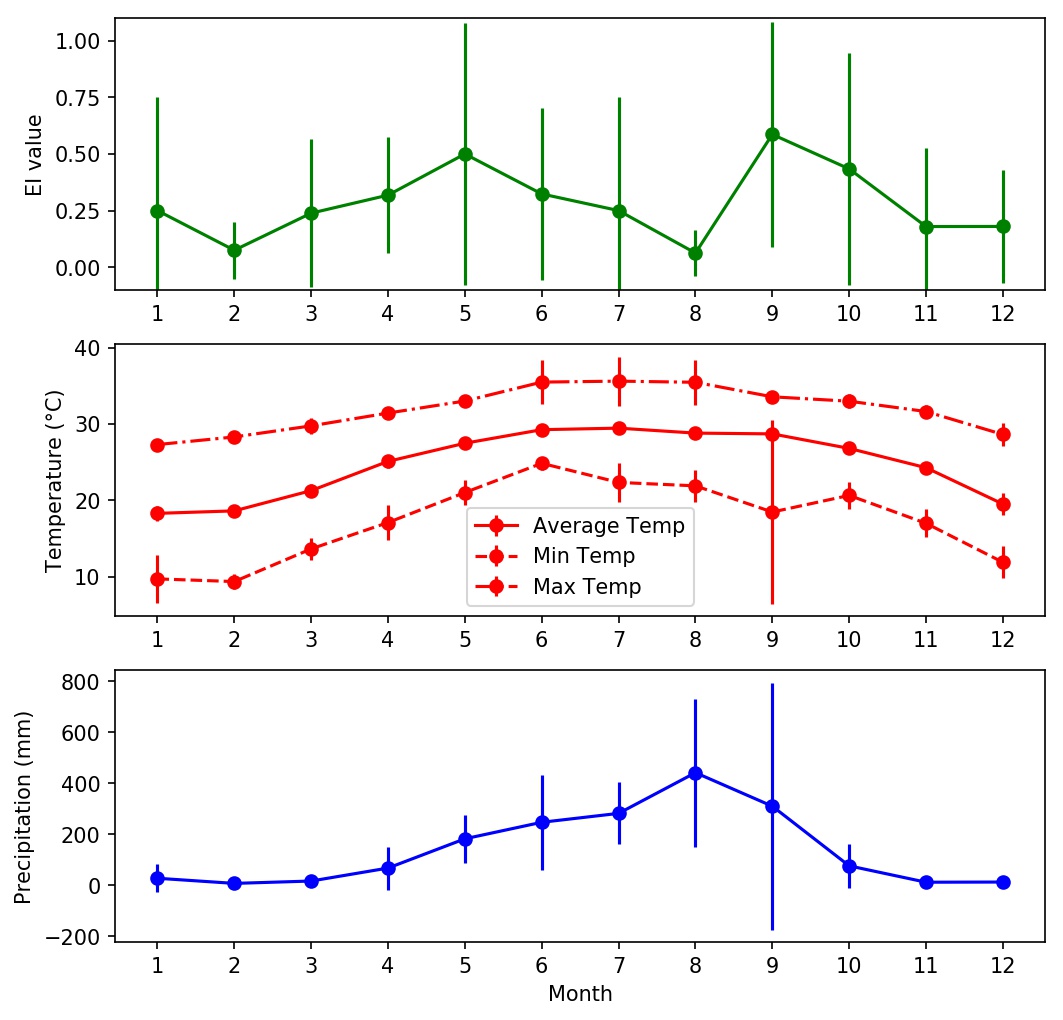 EI value
1.00
0.75
0.50
0.25
0.00
1 2 3 4 5 6 7 8 9 10 11 12
Temperature (°C)
40
30
20
10
Average Temp
Min Temp
Max Temp
1 2 3 4 5 6 7 8 9 10 11 12
Precipitation (mm)
800
600
400
200
0
−200
1 2 3 4 5 6 7 8 9 10 11 12
Month